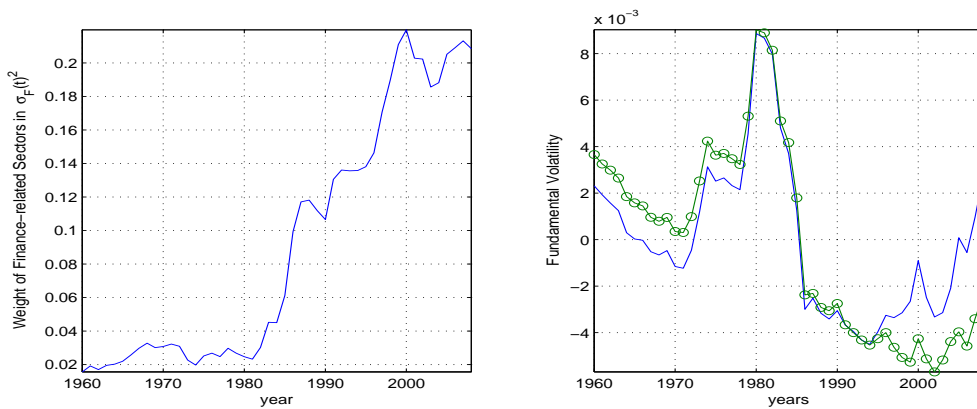 Weight of Finance−related Sectors in σ_F(t)^2
0.2
0.18
0.16
0.14
0.12
0.1
0.08
0.06
0.04
0.02
1960 1970 1980 1990 2000
year
x 10^−3
Fundamental Volatility
8
6
4
2
0
−2
−4
1960 1970 1980 1990 2000
years